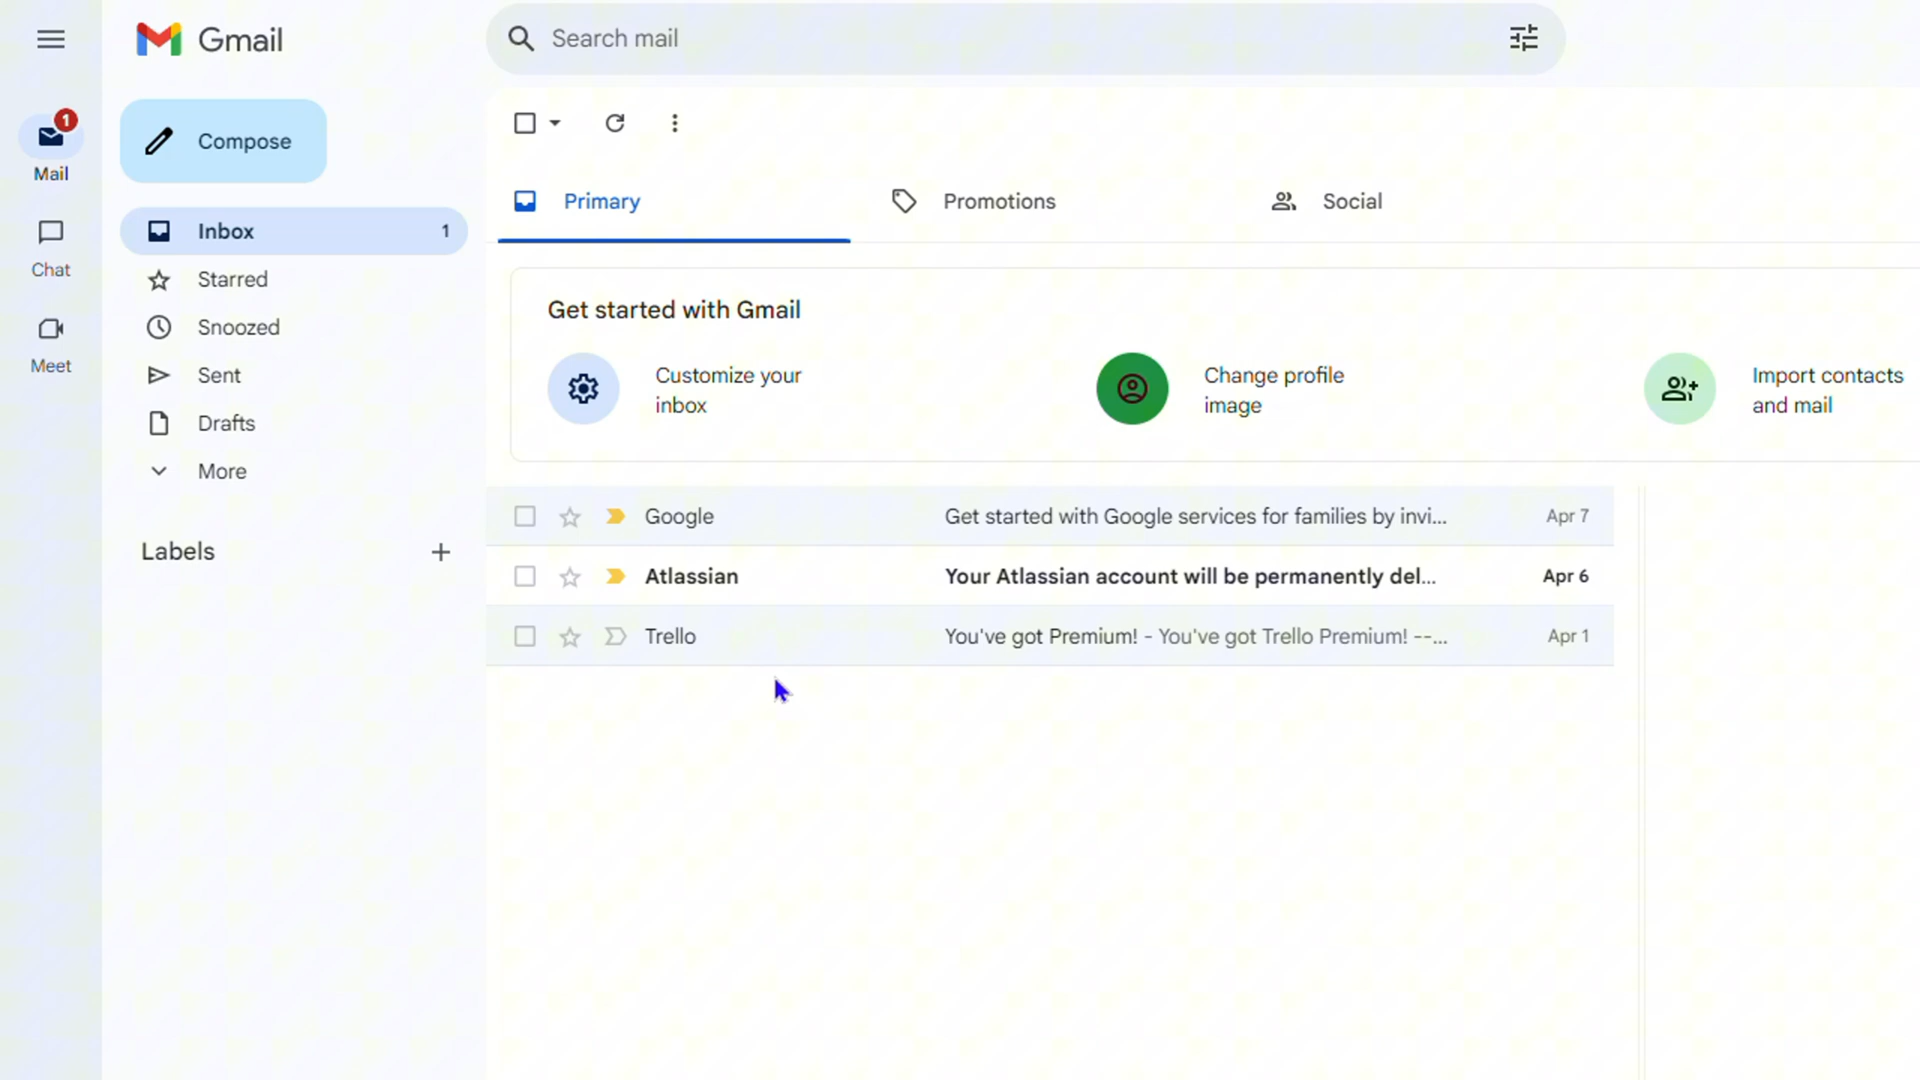 Gmail
Search mail
1
Mail
Chat
Meet
Compose
Inbox 1
Starred
Snoozed
Sent
Drafts
More
Labels
Primary
Promotions
Social
Get started with Gmail
Customize your
inbox
Change profile
image
Import contacts
and mail
Google Get started with Google services for families by invi... Apr 7
Atlassian Your Atlassian account will be permanently del... Apr 6
Trello You've got Premium! - You've got Trello Premium! --... Apr 1